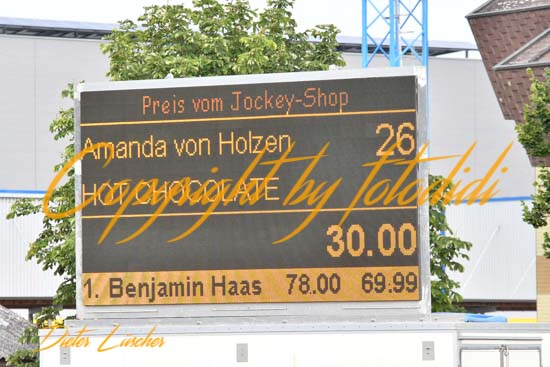 Preis vom Jockey-Shop
Amanda von Holzen 26
HOT CHOCOLATE
30.00
1. Benjamin Haas 78.00 69.99
Copyright by fotodidi
Dieter Luscher